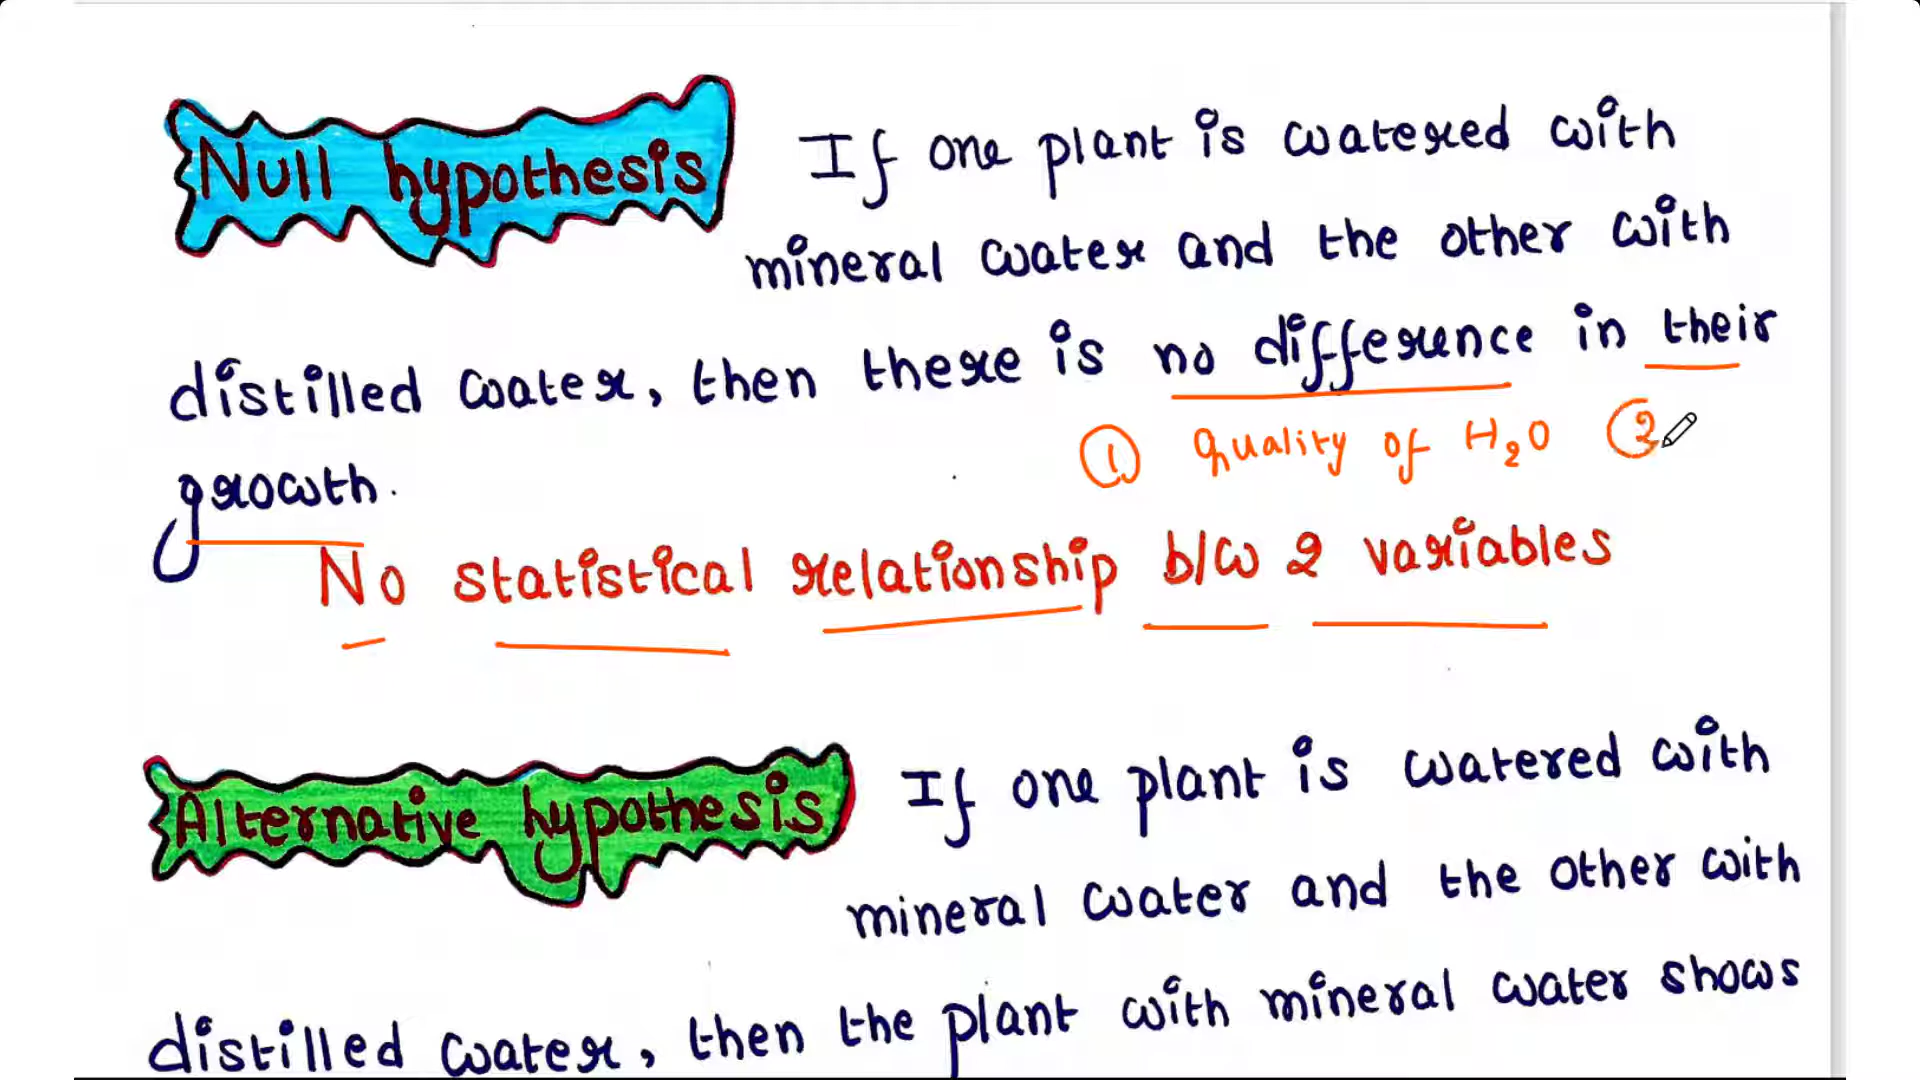 Null hypothesis If one plant is watered with
mineral water and the other with
distilled water, then there is no difference in their
① Quality of H₂O ②
growth.
No statistical relationship b/w 2 variables
Alternative hypothesis If one plant is watered with
mineral water and the other with
distilled water, then the plant with mineral water shows